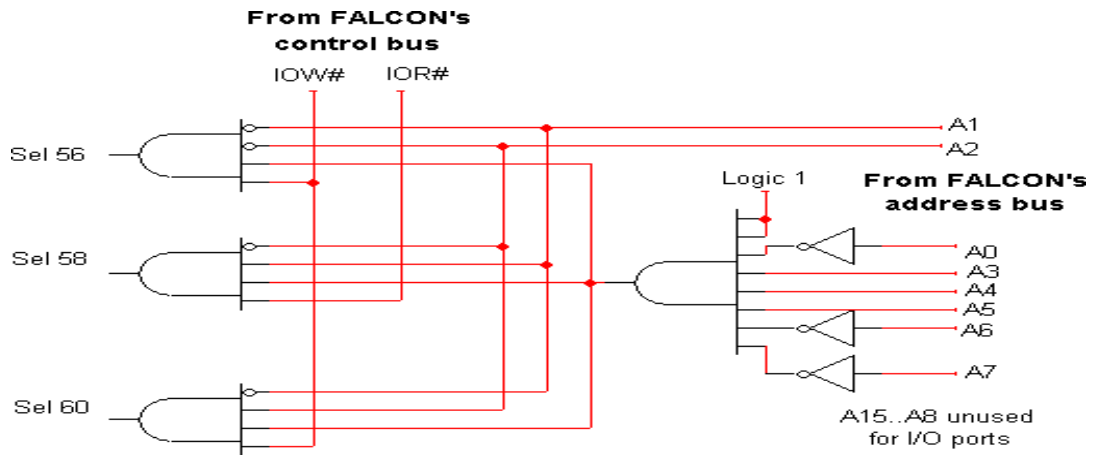 From FALCON's
control bus
IOW# IOR#
A1
Sel 56
A2
Logic 1
From FALCON's
address bus
Sel 58
A0
A3
A4
A5
A6
A7
Sel 60
A15..A8 unused
for I/O ports